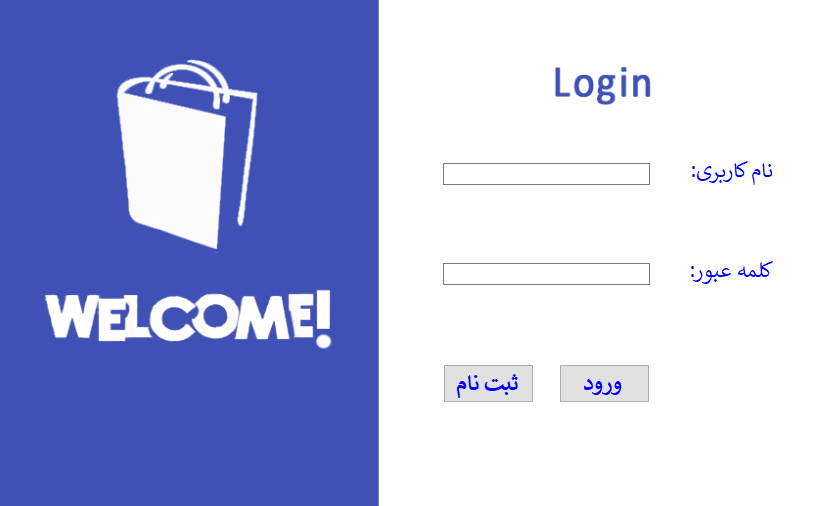 WELCOME!
Login
نام کاربری:
کلمه عبور:
ورود
ثبت نام